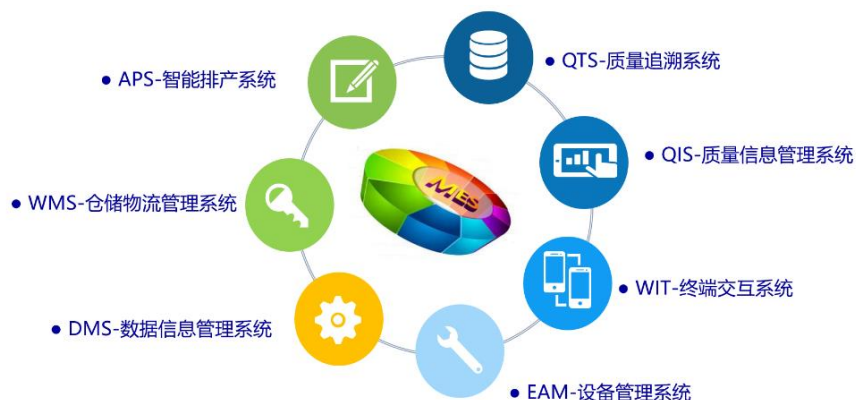 ● APS-智能排产系统
● QTS-质量追溯系统
● QIS-质量信息管理系统
● WMS-仓储物流管理系统
MES
● WIT-终端交互系统
● DMS-数据信息管理系统
● EAM-设备管理系统